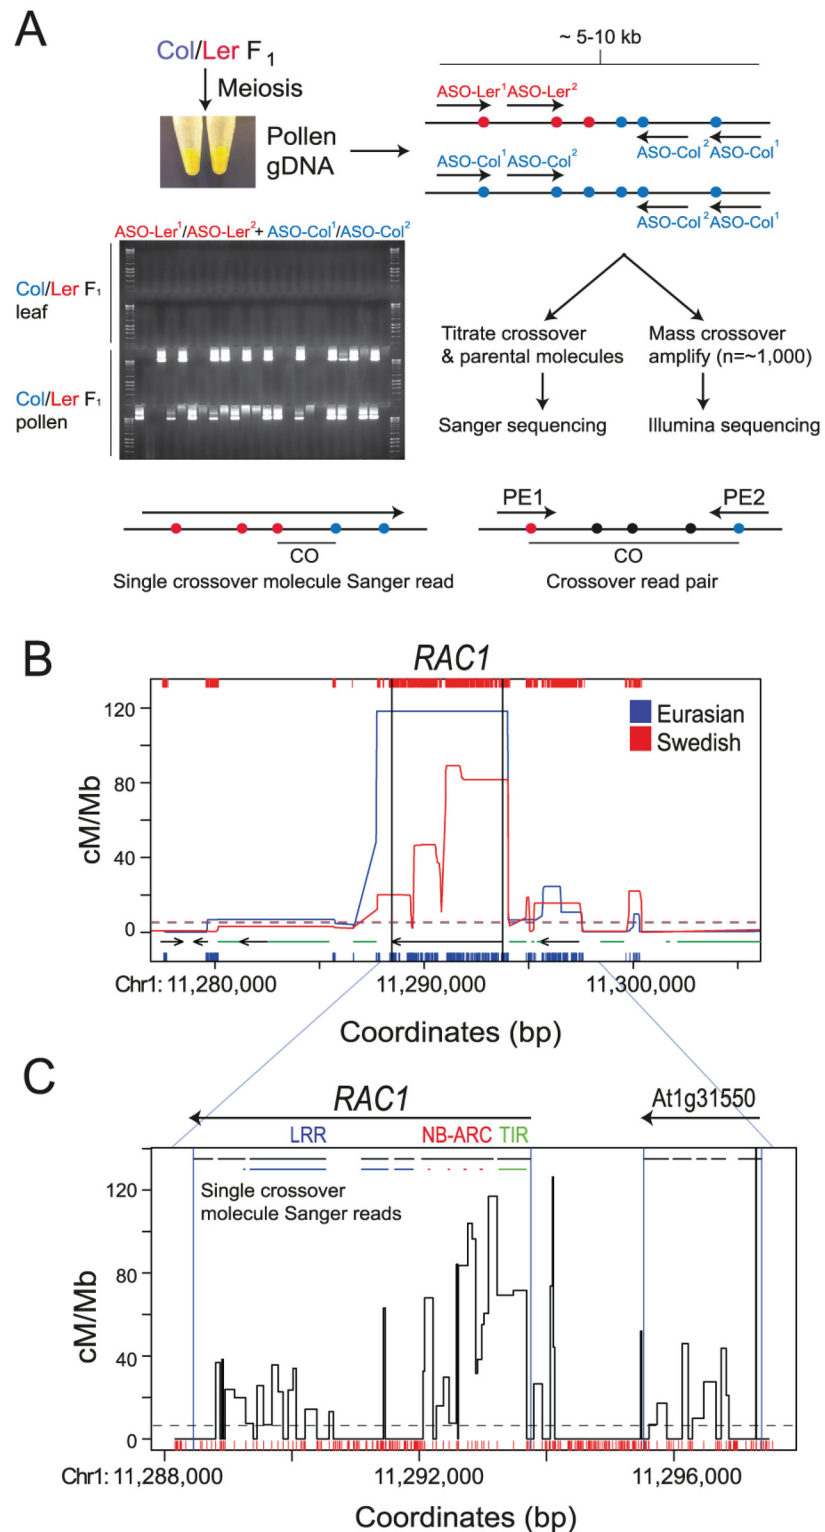 A
Col/Ler F1
Meiosis
Pollen
gDNA
~ 5-10 kb
ASO-Ler1 ASO-Ler2
ASO-Col2 ASO-Col1
ASO-Col1 ASO-Col2
ASO-Col2 ASO-Col1
ASO-Ler1/ASO-Ler2+ ASO-Col1/ASO-Col2
Col/Ler F1
leaf
Col/Ler F1
pollen
Titrate crossover
& parental molecules
Sanger sequencing
Mass crossover
amplify (n=~1,000)
Illumina sequencing
CO
Single crossover molecule Sanger read
PE1
PE2
CO
Crossover read pair
B
RAC1
Eurasian
Swedish
cM/Mb
120
80
40
0
Chr1: 11,280,000
11,290,000
11,300,000
Coordinates (bp)
C
RAC1
At1g31550
LRR
NB-ARC
TIR
Single crossover
molecule Sanger reads
cM/Mb
120
80
40
0
Chr1: 11,288,000
11,292,000
11,296,000
Coordinates (bp)